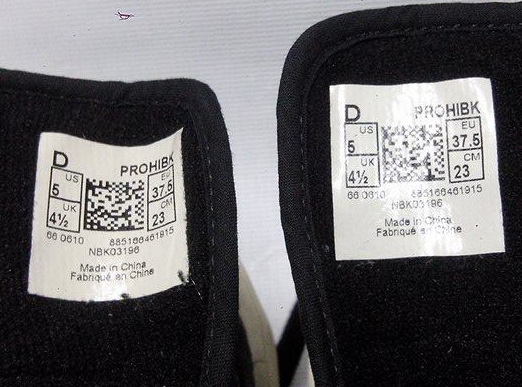 D PROHIBK
US EU
5 37.5
UK CM
4½ 23
66 0610 885166461915
NBK03196
Made in China
Fabriqué en Chine
D PROHIBK
US EU
5 37.5
UK CM
4½ 23
66 0610 885166461915
NBK03196
Made in China
Fabriqué en Chine